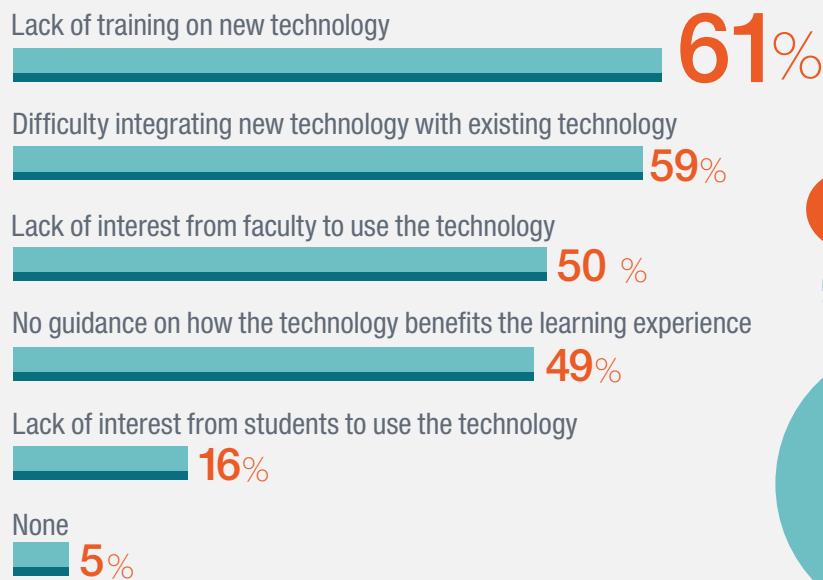 Lack of training on new technology
61%
Difficulty integrating new technology with existing technology
59%
Lack of interest from faculty to use the technology
50 %
No guidance on how the technology benefits the learning experience
49%
Lack of interest from students to use the technology
16%
None
5%